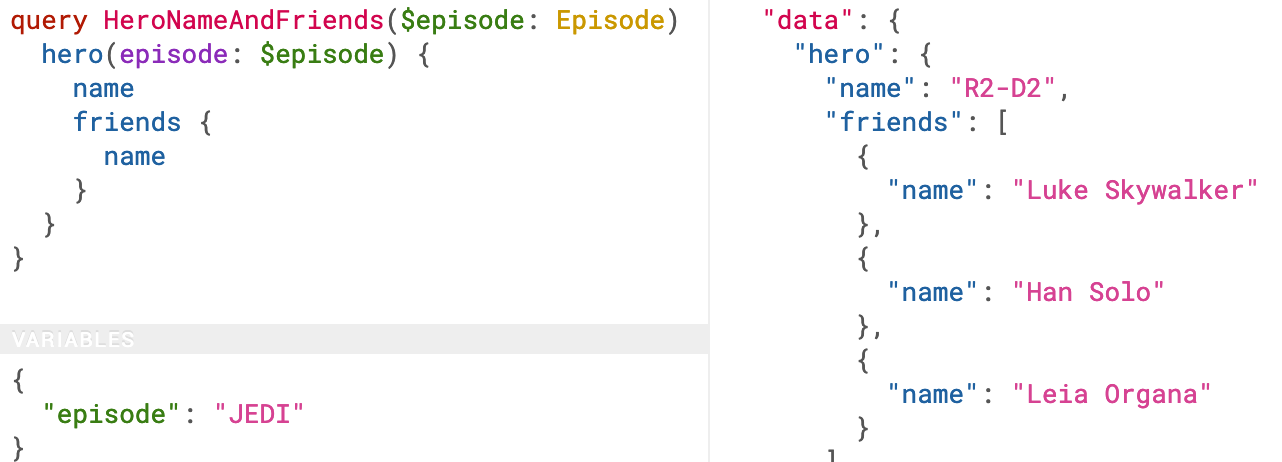 query HeroNameAndFriends($episode: Episode)
  hero(episode: $episode) {
    name
    friends {
      name
    }
  }
}
VARIABLES
{
  "episode": "JEDI"
}
"data": {
  "hero": {
    "name": "R2-D2",
    "friends": [
      {
        "name": "Luke Skywalker"
      },
      {
        "name": "Han Solo"
      },
      {
        "name": "Leia Organa"
      }
    ]